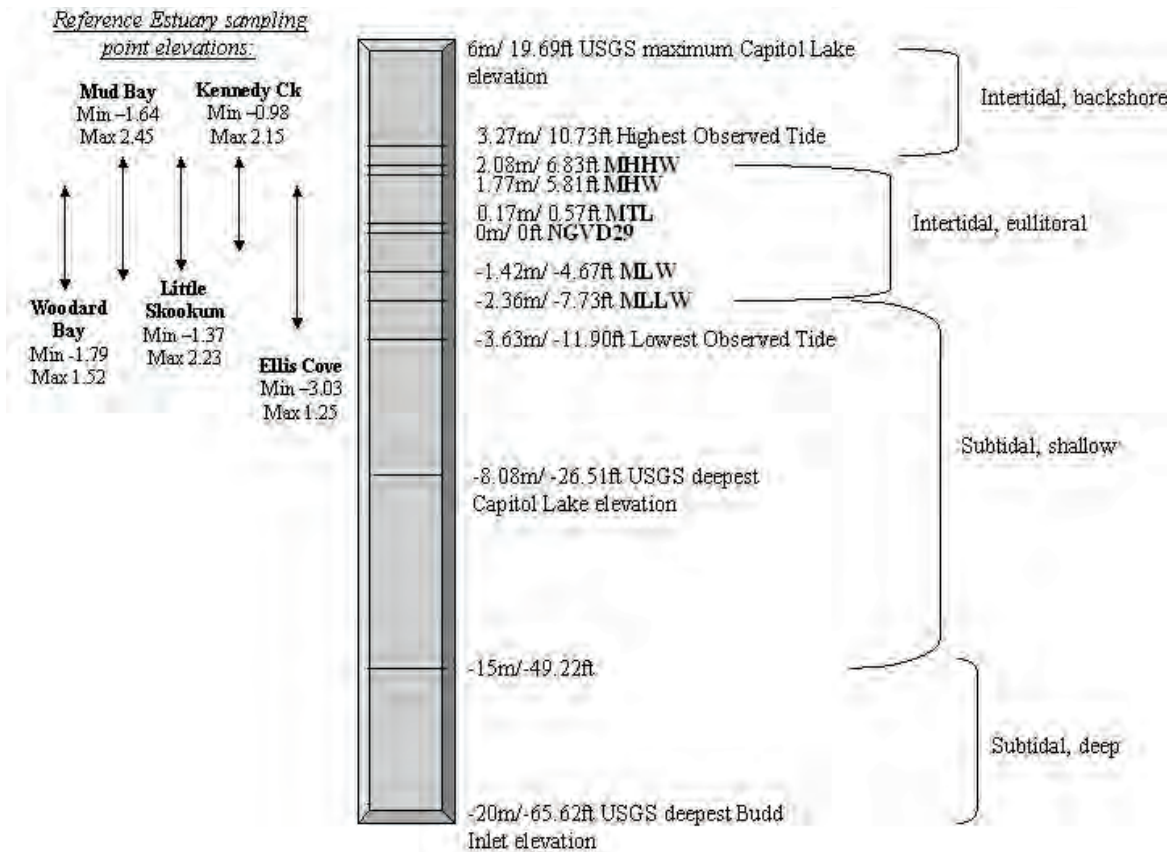 Reference Estuary sampling
point elevations:
Mud Bay
Min –1.64
Max 2.45
Kennedy Ck
Min –0.98
Max 2.15
Woodard
Bay
Min -1.79
Max 1.52
Little
Skookum
Min –1.37
Max 2.23
Ellis Cove
Min –3.03
Max 1.25
6m/ 19.69ft USGS maximum Capitol Lake
elevation
3.27m/ 10.73ft Highest Observed Tide
2.08m/ 6.83ft MHHW
1.77m/ 5.81ft MHW
0.17m/ 0.57ft MTL
0m/ 0ft NGVD29
-1.42m/ -4.67ft MLW
-2.36m/ -7.73ft MLLW
-3.63m/ -11.90ft Lowest Observed Tide
-8.08m/ -26.51ft USGS deepest
Capitol Lake elevation
-15m/-49.22ft
-20m/-65.62ft USGS deepest Budd
Inlet elevation
Intertidal, backshore
Intertidal, eullitoral
Subtidal, shallow
Subtidal, deep